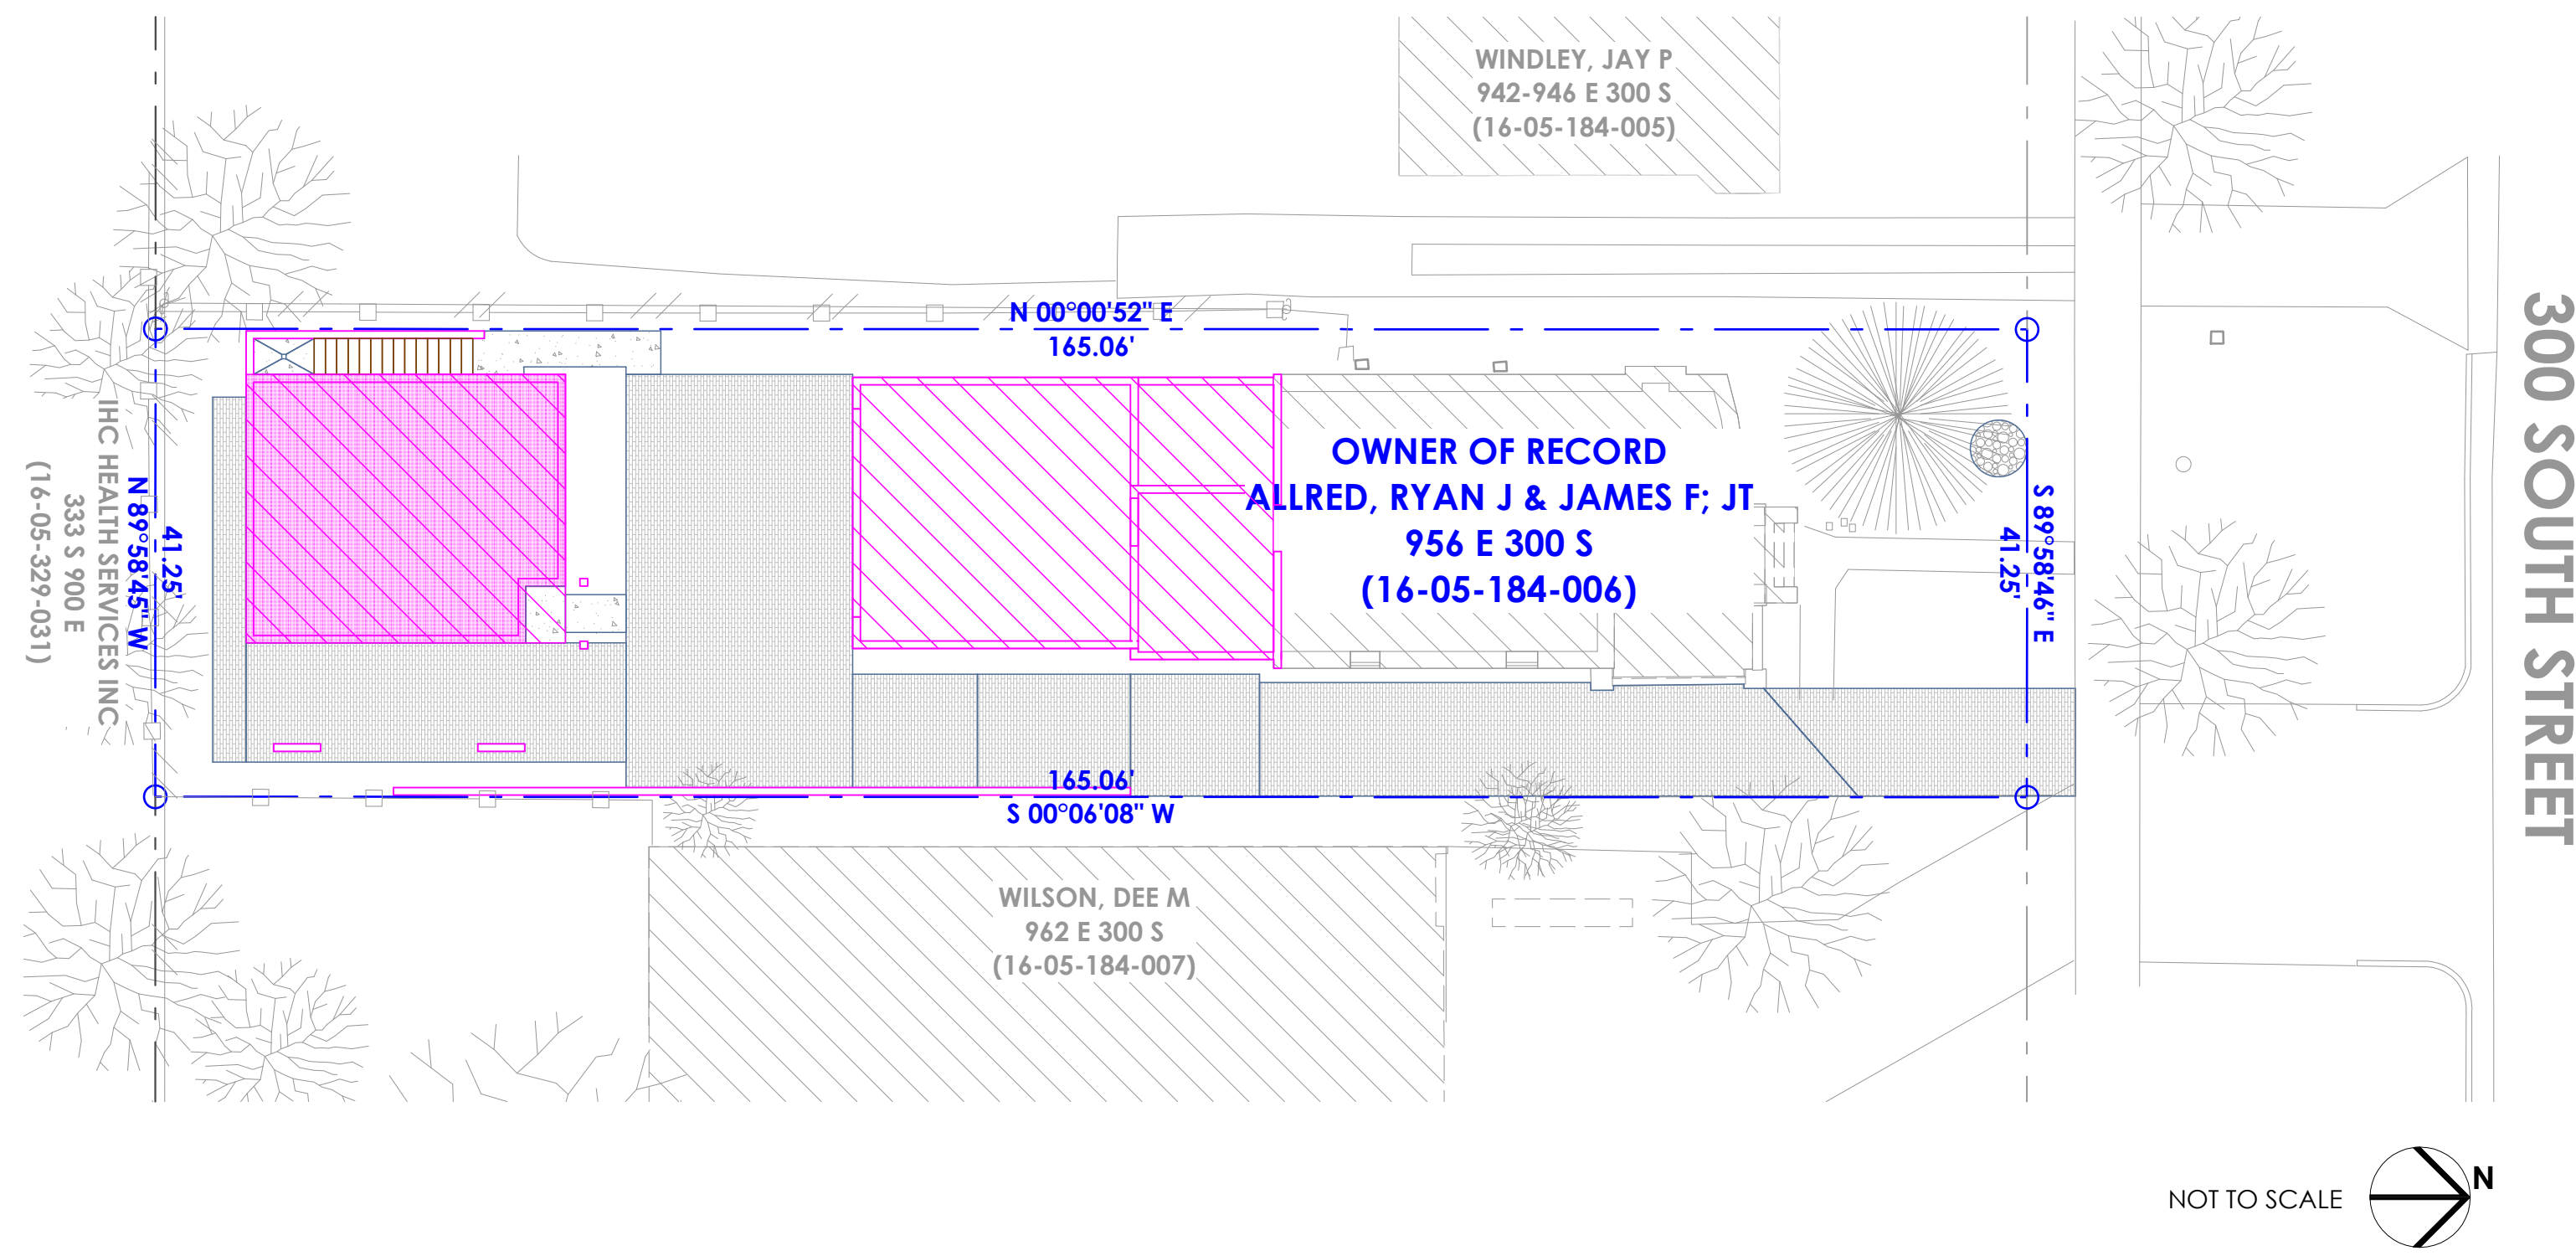 WINDLEY, JAY P
942-946 E 300 S
(16-05-184-005)
N 00°00'52" E
165.06'
OWNER OF RECORD
ALLRED, RYAN J & JAMES F; JT
956 E 300 S
(16-05-184-006)
S 89°58'46" E
41.25'
300 SOUTH STREET
41.25'
N 89°58'45" W
IHC HEALTH SERVICES INC
333 S 900 E
(16-05-329-031)
165.06'
S 00°06'08" W
WILSON, DEE M
962 E 300 S
(16-05-184-007)
NOT TO SCALE
N